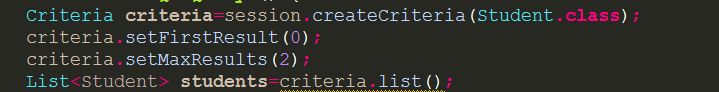 Criteria criteria=session.createCriteria(Student.class);
criteria.setFirstResult(0);
criteria.setMaxResults(2);
List<Student> students=criteria.list();